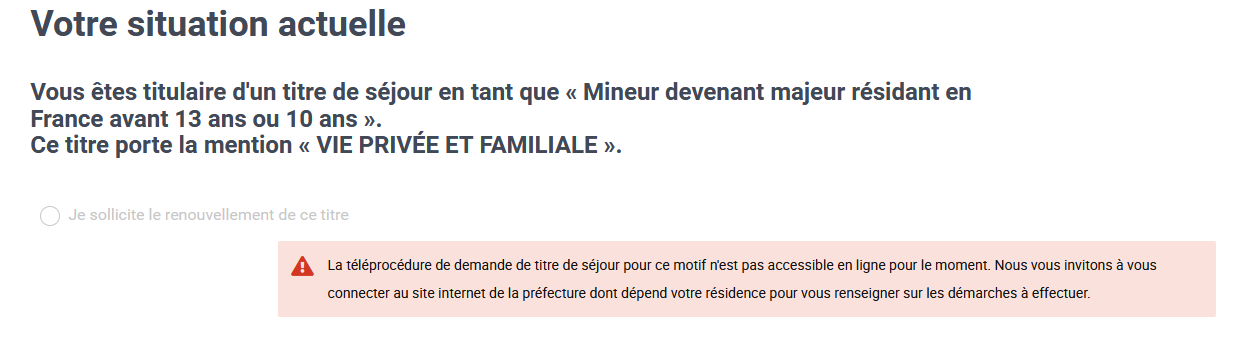 Votre situation actuelle
Vous êtes titulaire d'un titre de séjour en tant que « Mineur devenant majeur résidant en
France avant 13 ans ou 10 ans ».
Ce titre porte la mention « VIE PRIVÉE ET FAMILIALE ».
Je sollicite le renouvellement de ce titre
La téléprocédure de demande de titre de séjour pour ce motif n'est pas accessible en ligne pour le moment. Nous vous invitons à vous
connecter au site internet de la préfecture dont dépend votre résidence pour vous renseigner sur les démarches à effectuer.